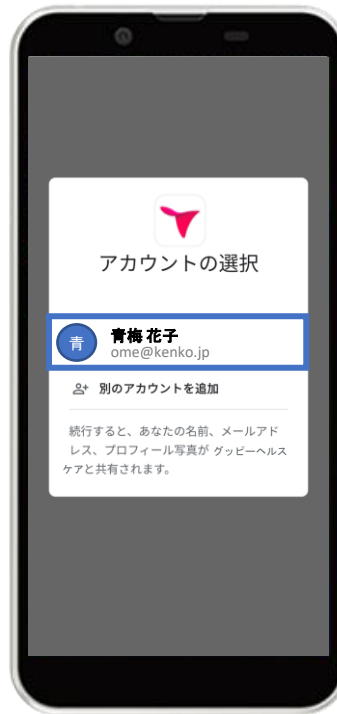 アカウントの選択
青
青梅 花子
ome@kenko.jp
別のアカウントを追加
続行すると、あなたの名前、メールアド
レス、プロフィール写真が グッピーヘルス
ケアと共有されます。